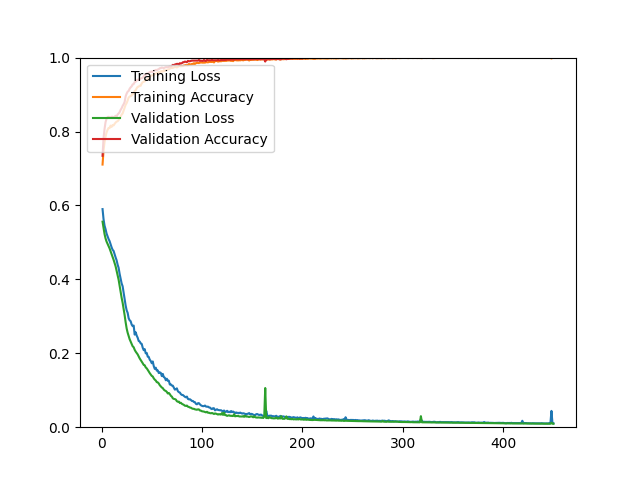 1.0
0.8
0.6
0.4
0.2
0.0
Training Loss
Training Accuracy
Validation Loss
Validation Accuracy
0 100 200 300 400